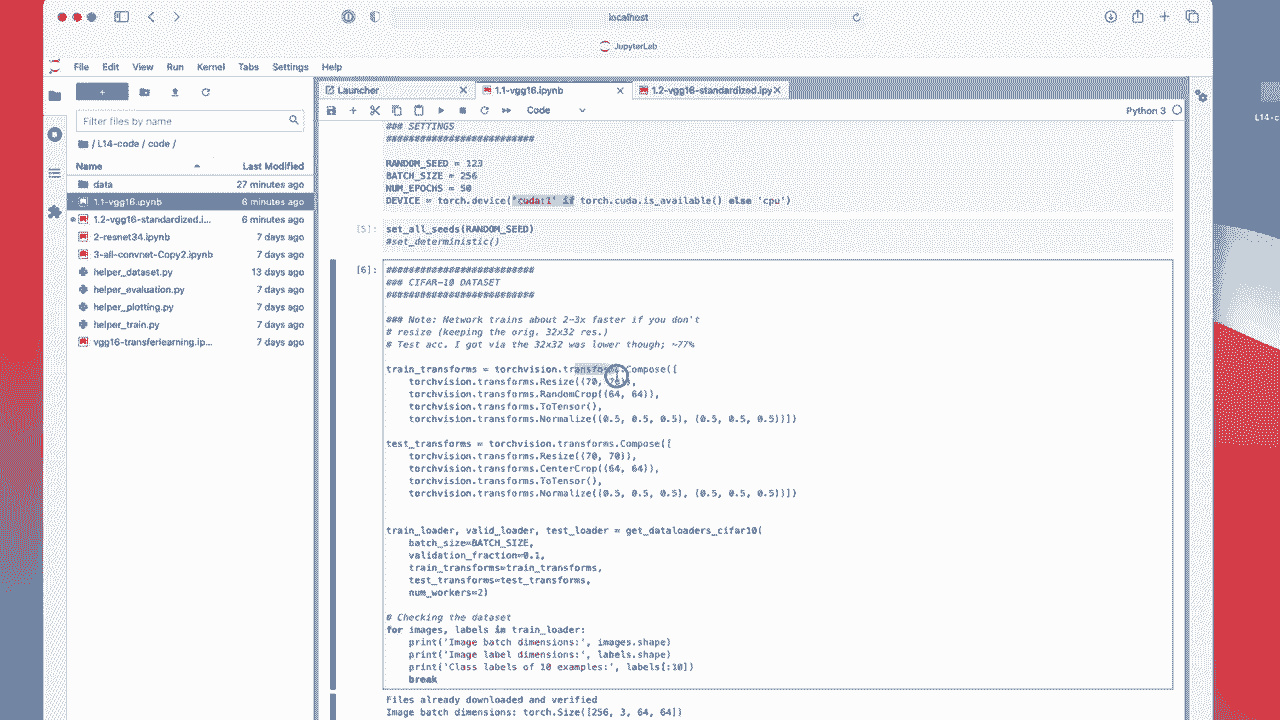 localhost
JupyterLab
File Edit View Run Kernel Tabs Settings Help
Launcher
1.1-vgg16.ipynb
1.2-vgg16-standardized.ipy
Code
Python 3
Filter files by name
/ L14-code / code /
Name Last Modified
data 27 minutes ago
1.1-vgg16.ipynb 6 minutes ago
1.2-vgg16-standardized.i... 6 minutes ago
2-resnet34.ipynb 7 days ago
3-all-convnet-Copy2.ipynb 7 days ago
helper_dataset.py 13 days ago
helper_evaluation.py 7 days ago
helper_plotting.py 7 days ago
helper_train.py 7 days ago
vgg16-transferlearning.ip... 7 days ago
### SETTINGS
##########################
RANDOM_SEED = 123
BATCH_SIZE = 256
NUM_EPOCHS = 50
DEVICE = torch.device('cuda:1' if torch.cuda.is_available() else 'cpu')
[5]:
set_all_seeds(RANDOM_SEED)
#set_deterministic()
[6]:
##########################
### CIFAR-10 DATASET
##########################
### Note: Network trains about 2-3x faster if you don't
# resize (keeping the orig. 32x32 res.)
# Test acc. I got via the 32x32 was lower though; ~77%
train_transforms = torchvision.transforms.Compose([
torchvision.transforms.Resize((70, 70)),
torchvision.transforms.RandomCrop((64, 64)),
torchvision.transforms.ToTensor(),
torchvision.transforms.Normalize((0.5, 0.5, 0.5), (0.5, 0.5, 0.5))])
test_transforms = torchvision.transforms.Compose([
torchvision.transforms.Resize((70, 70)),
torchvision.transforms.CenterCrop((64, 64)),
torchvision.transforms.ToTensor(),
torchvision.transforms.Normalize((0.5, 0.5, 0.5), (0.5, 0.5, 0.5))])
train_loader, valid_loader, test_loader = get_dataloaders_cifar10(
batch_size=BATCH_SIZE,
validation_fraction=0.1,
train_transforms=train_transforms,
test_transforms=test_transforms,
num_workers=2)
# Checking the dataset
for images, labels in train_loader:
print('Image batch dimensions:', images.shape)
print('Image label dimensions:', labels.shape)
print('Class labels of 10 examples:', labels[:10])
break
Files already downloaded and verified
Image batch dimensions: torch.Size([256, 3, 64, 64])
L14-c